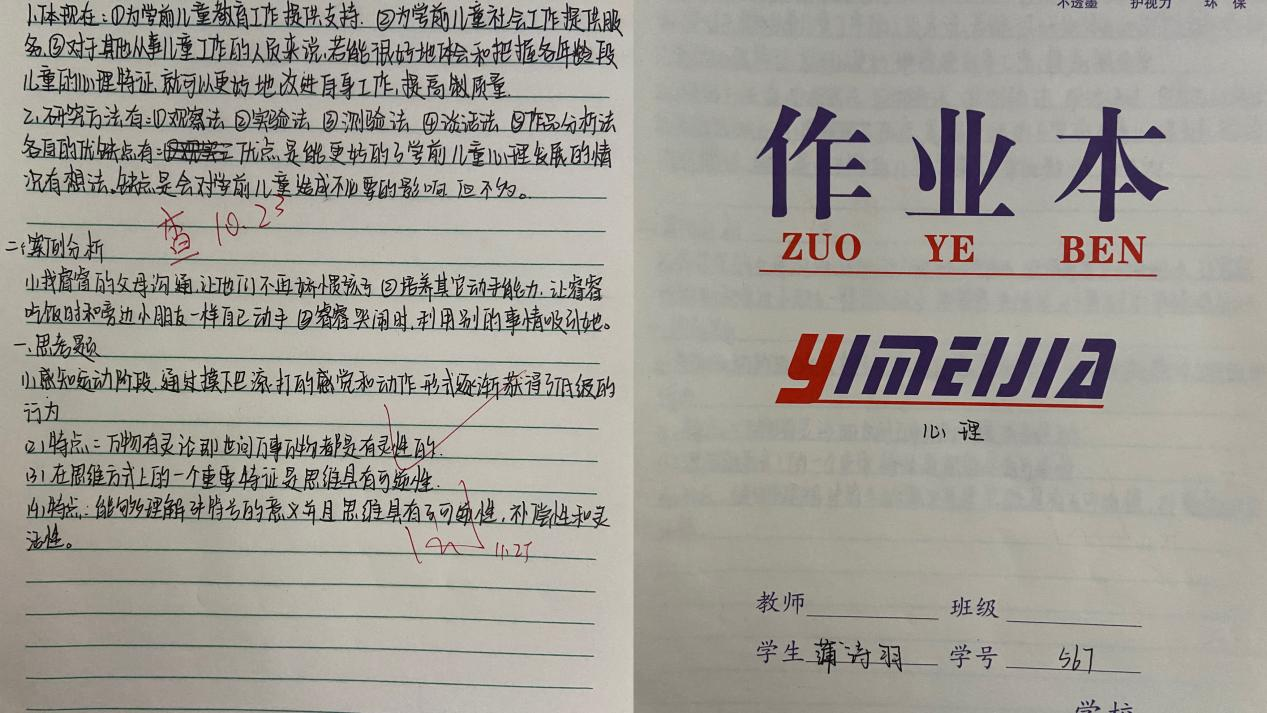 1.体现在:①为学前儿童教育工作提供支持. ②为学前儿童社会工作提供服
务.③对于其他从事儿童工作的人员来说,若能很好地体会和把握各年龄段
儿童的心理特征,就可以更好地改进自身工作,提高制质量.
2.研究方法有:①观察法 ②实验法 ③测验法 ④谈话法 ⑤作品分析法
各自的优缺点有: 优点是能更好的了学前儿童心理发展的情
况有想法。缺点是会对学前儿童造成不必要的影响,但不多。
查 10.23
二、案例分析
①我睿睿的父母沟通,让他们不再娇惯孩子 ②培养其它动手能力,让睿睿
吃饭时和旁边小朋友一样自己动手 ③睿睿哭闹时,利用别的事情吸引她。
一、思考题
(1)感知运动阶段,通过摸下巴滚打的感觉和动作形式逐渐获得了低级的
行为
(2)特点:万物有灵论即世间万事万物都是有灵性的.
(3)在思维方式上的一个重要特征是思维具有可逆性.
(4)特点:能够理解符号的意义并且思维具有可逆性,补偿性和灵
活性。
11.25
不透墨 护视力 环保
作业本
ZUO YE BEN
YIMEIJIA
心理
教师 班级
学生 蒲诗羽 学号 567
学校